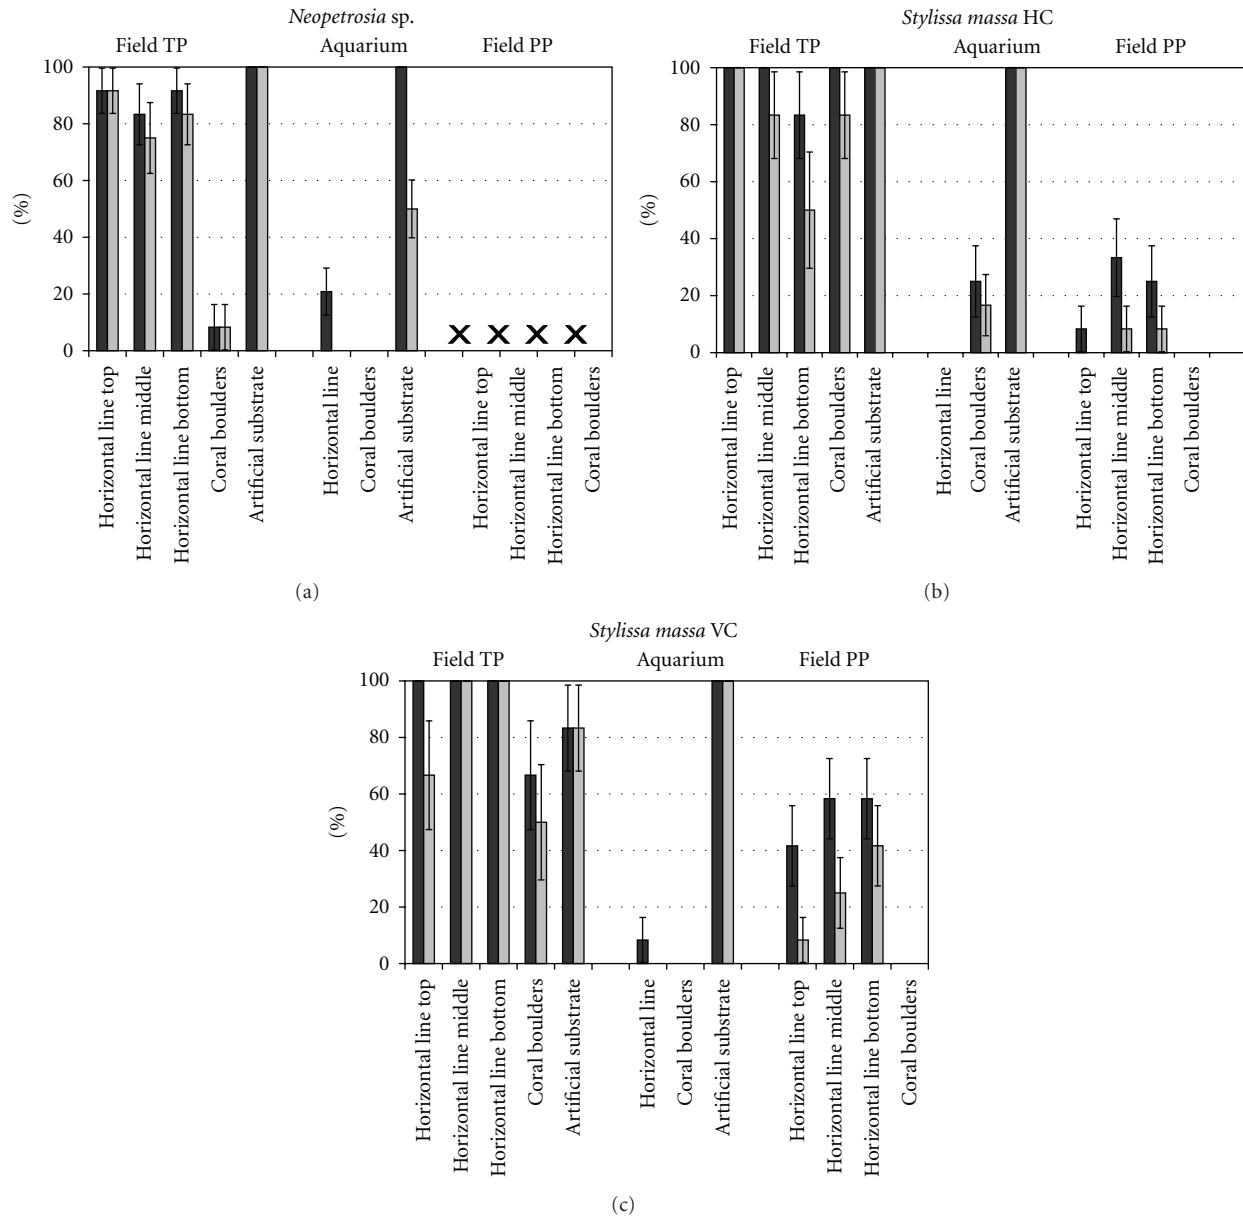 Neopetrosia sp.
Field TP Aquarium Field PP
100
80
60
40
20
0
(%)
Horizontal line top
Horizontal line middle
Horizontal line bottom
Coral boulders
Artificial substrate
Horizontal line
Coral boulders
Artificial substrate
Horizontal line top
Horizontal line middle
Horizontal line bottom
Coral boulders
(a)
Stylissa massa HC
Field TP Aquarium Field PP
100
80
60
40
20
0
(%)
Horizontal line top
Horizontal line middle
Horizontal line bottom
Coral boulders
Artificial substrate
Horizontal line
Coral boulders
Artificial substrate
Horizontal line top
Horizontal line middle
Horizontal line bottom
Coral boulders
(b)
Stylissa massa VC
Field TP Aquarium Field PP
100
80
60
40
20
0
(%)
Horizontal line top
Horizontal line middle
Horizontal line bottom
Coral boulders
Artificial substrate
Horizontal line
Coral boulders
Artificial substrate
Horizontal line top
Horizontal line middle
Horizontal line bottom
Coral boulders
(c)